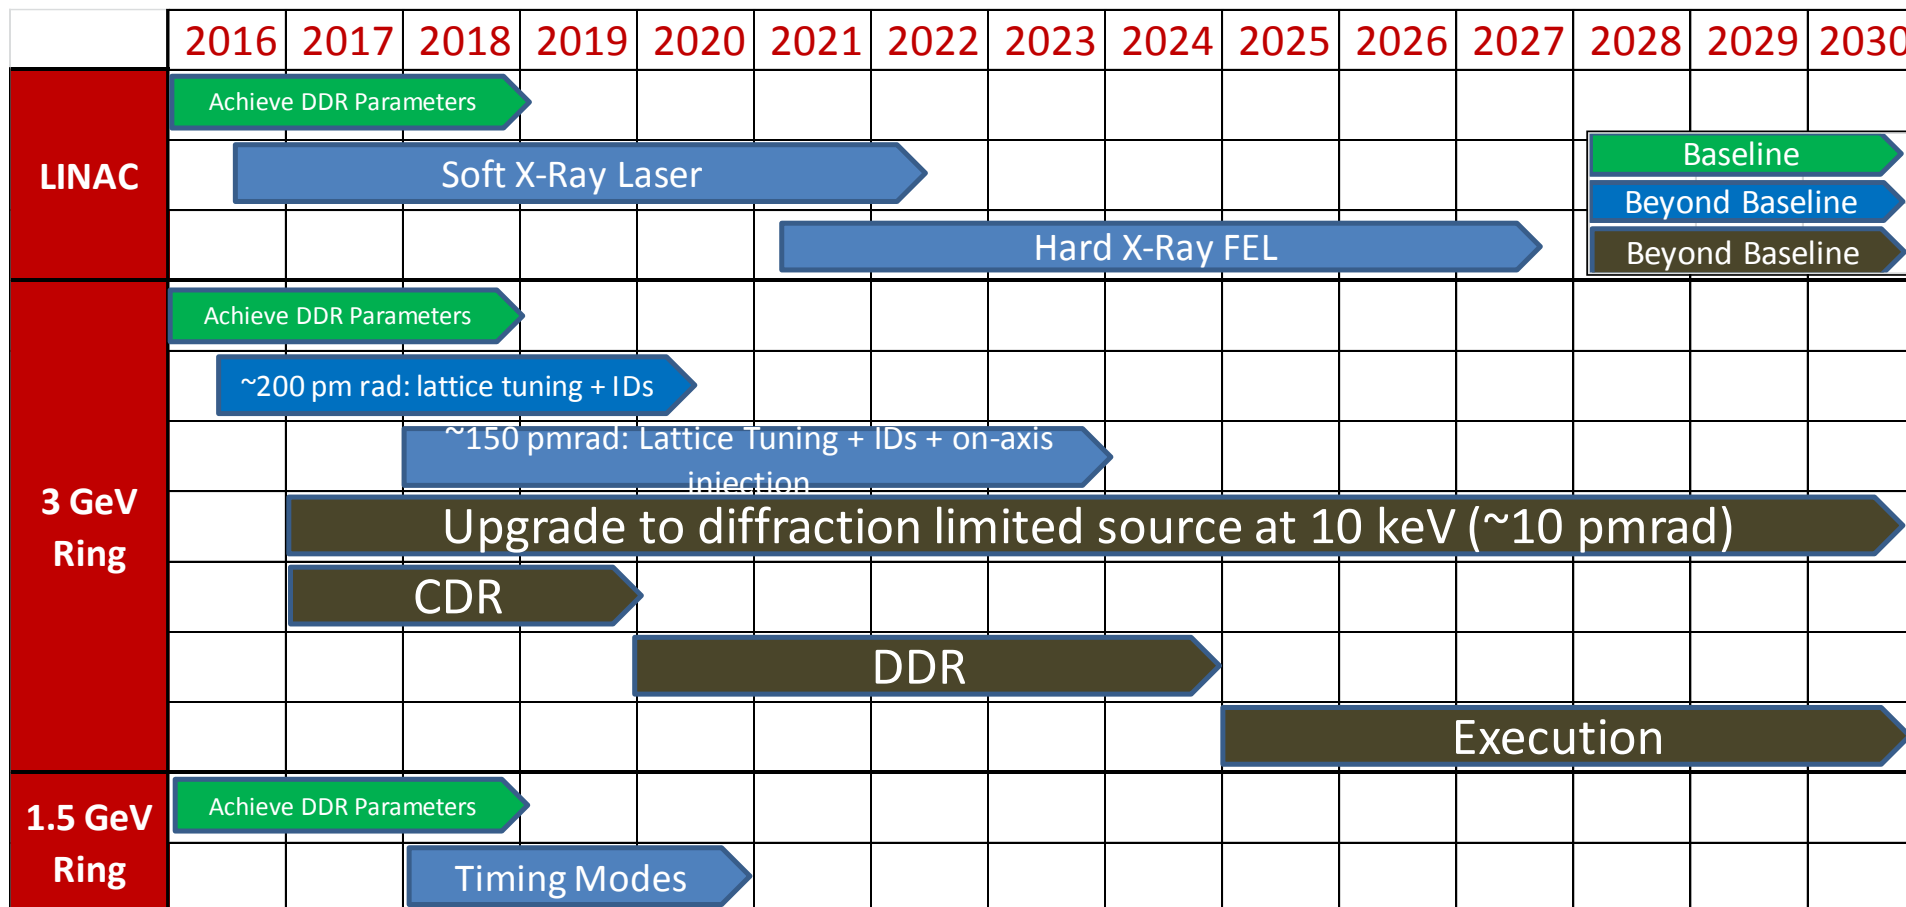 2016 2017 2018 2019 2020 2021 2022 2023 2024 2025 2026 2027 2028 2029 2030
LINAC
Achieve DDR Parameters
Soft X-Ray Laser
Hard X-Ray FEL
Baseline
Beyond Baseline
Beyond Baseline
3 GeV
Ring
Achieve DDR Parameters
~200 pm rad: lattice tuning + IDs
~150 pmrad: Lattice Tuning + IDs + on-axis
injection
Upgrade to diffraction limited source at 10 keV (~10 pmrad)
CDR
DDR
Execution
1.5 GeV
Ring
Achieve DDR Parameters
Timing Modes